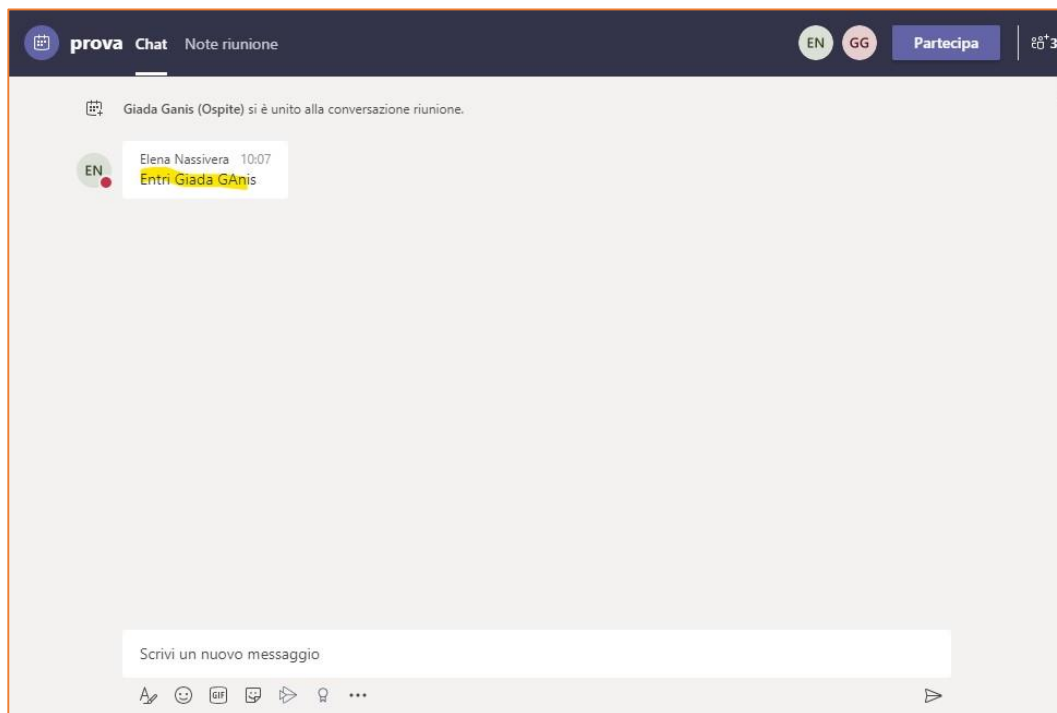 prova Chat Note riunione EN GG Partecipa 3
Giada Ganis (Ospite) si è unito alla conversazione riunione.
Elena Nassivera 10:07
EN
Entri Giada GAnis
Scrivi un nuovo messaggio
GIF